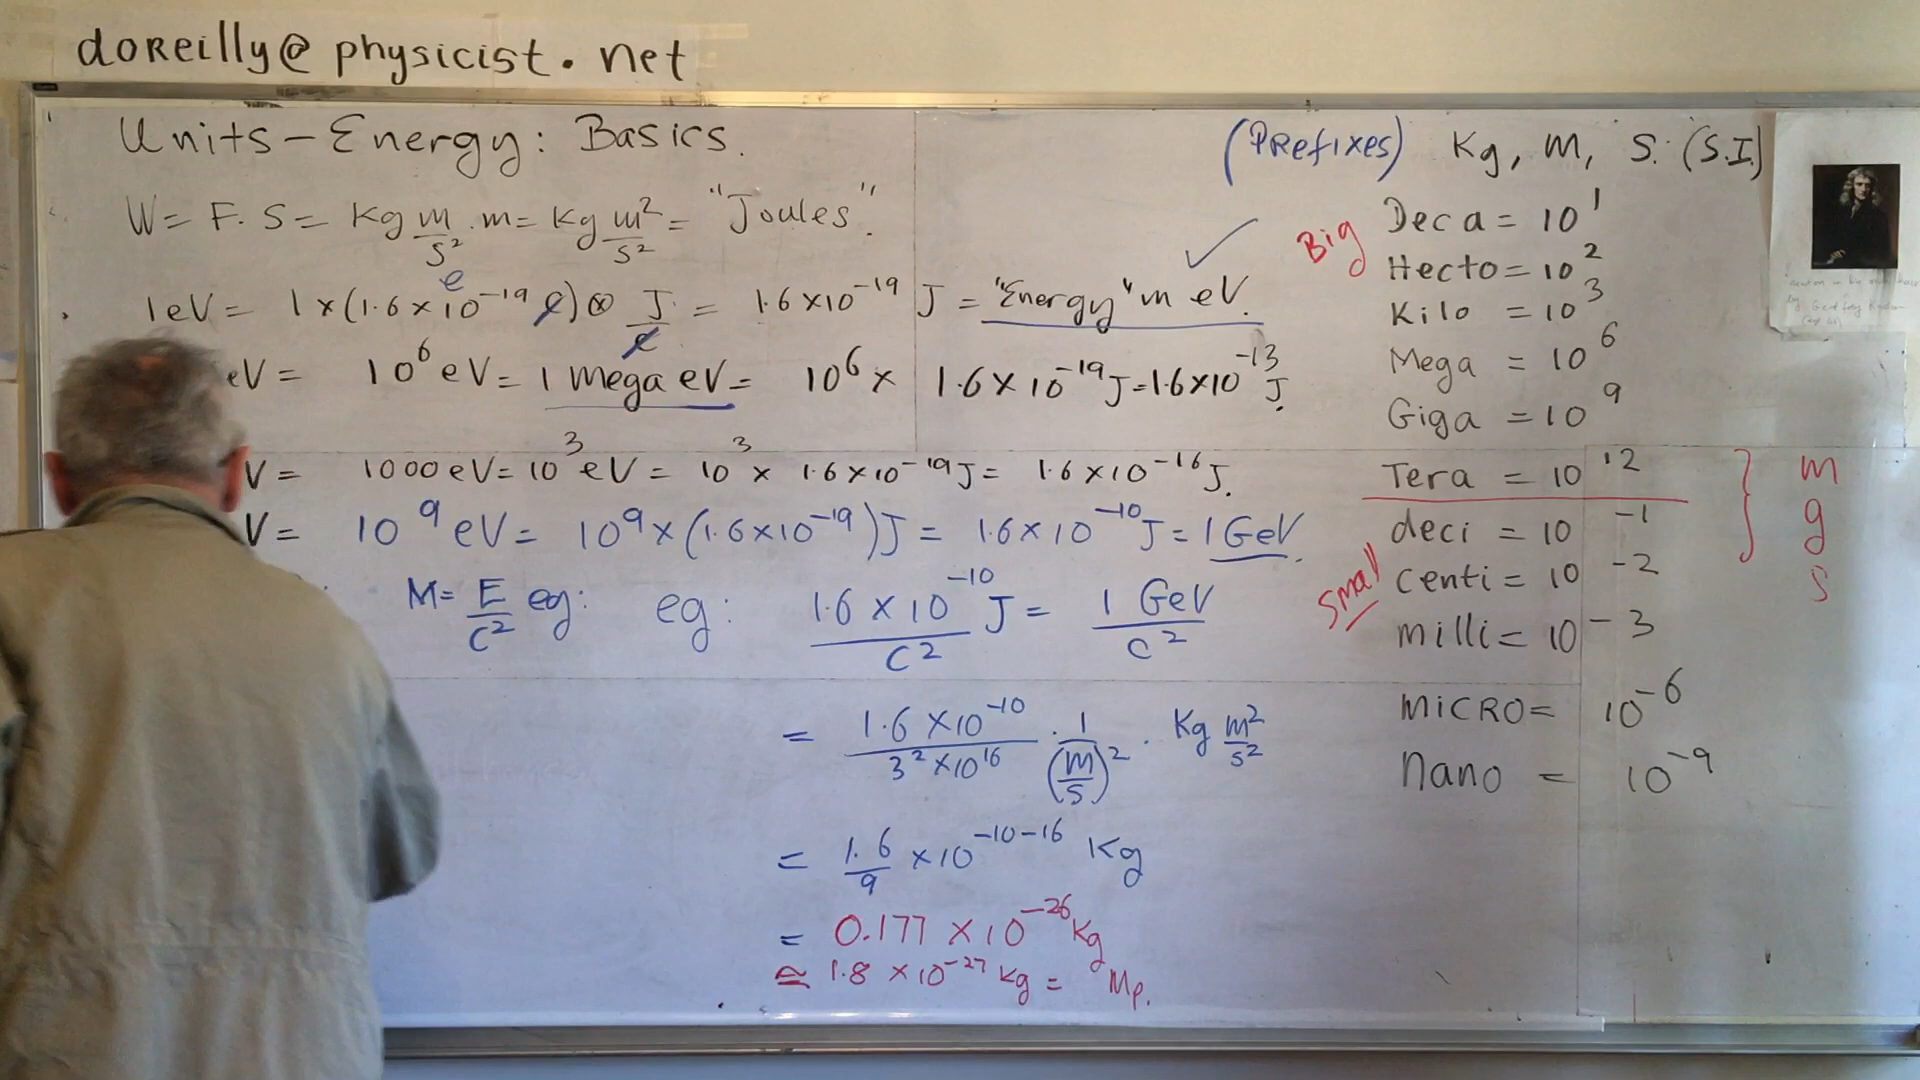 doReilly@physicist.net
Units-Energy: Basics.
W= F. S = Kg m/s² . m = Kg m²/s² = "Joules".
1eV = 1 x (1.6 x 10⁻¹⁹ e) ⊗ J/e = 1.6 x10⁻¹⁹ J = "Energy" in eV.
e
eV = 10⁶ eV = 1 Mega eV = 10⁶ x 1.6 x 10⁻¹⁹ J = 1.6 x 10⁻¹³ J.
V = 1000 eV = 10³ eV = 10³ x 1.6 x 10⁻¹⁹ J = 1.6 x 10⁻¹⁶ J.
V = 10⁹ eV = 10⁹ x (1.6 x 10⁻¹⁹) J = 1.6 x 10⁻¹⁰ J = 1 GeV.
M = E/c² eg: eg: 1.6 x 10⁻¹⁰/c² J = 1 GeV/c²
= 1.6 x 10⁻¹⁰/3² x 10¹⁶ . 1/(m/s)² . Kg m²/s²
= 1.6/9 x 10⁻¹⁰⁻¹⁶ Kg
= 0.177 x 10⁻²⁶ Kg
≅ 1.8 x 10⁻²⁷ Kg = Mp.
(Prefixes) Kg, m, S. (S.I)
Big
Deca = 10¹
Hecto = 10²
Kilo = 10³
Mega = 10⁶
Giga = 10⁹
Tera = 10¹²
Small
deci = 10⁻¹
centi = 10⁻²
milli = 10⁻³
micro = 10⁻⁶
nano = 10⁻⁹
} m
g
s